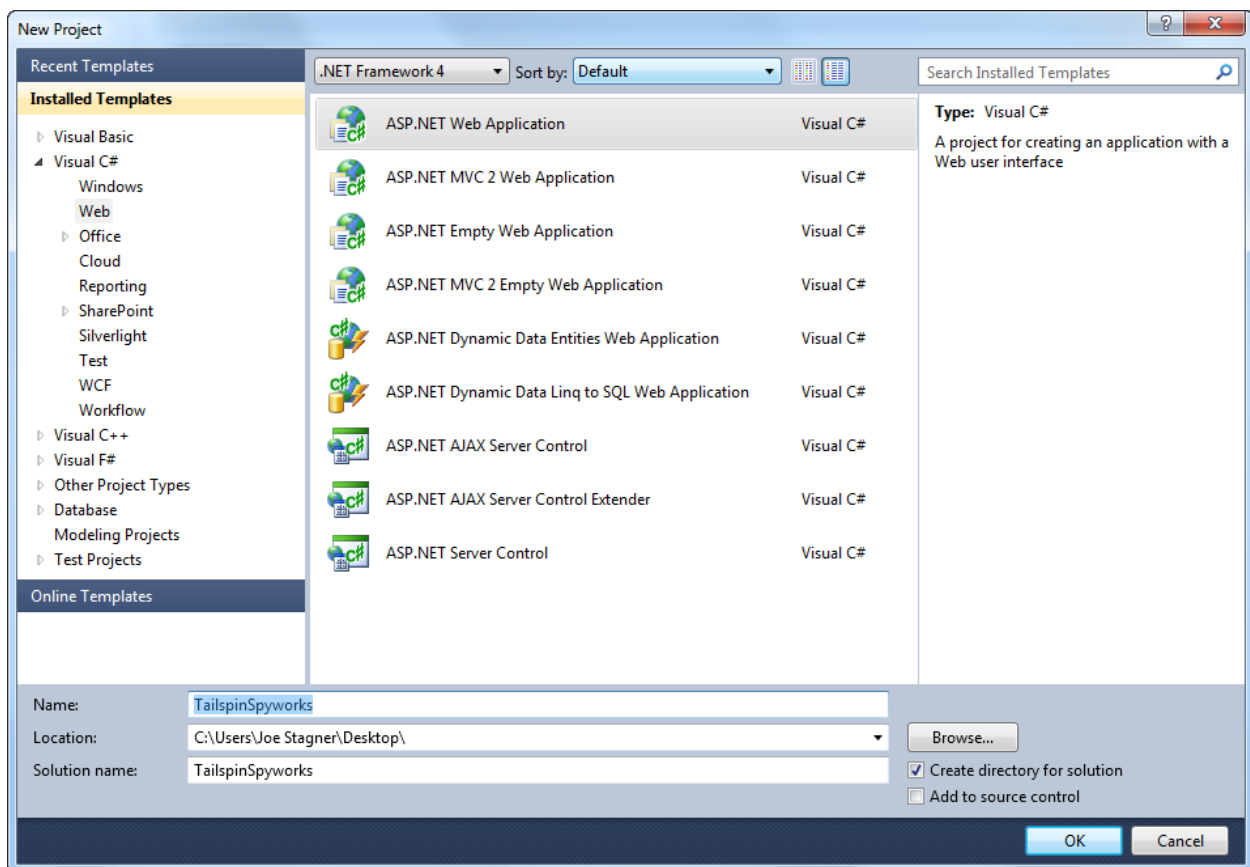 New Project
Recent Templates
Installed Templates
Visual Basic
Visual C#
Windows
Web
Office
Cloud
Reporting
SharePoint
Silverlight
Test
WCF
Workflow
Visual C++
Visual F#
Other Project Types
Database
Modeling Projects
Test Projects
Online Templates
.NET Framework 4
Sort by: Default
Search Installed Templates
ASP.NET Web Application Visual C#
ASP.NET MVC 2 Web Application Visual C#
ASP.NET Empty Web Application Visual C#
ASP.NET MVC 2 Empty Web Application Visual C#
ASP.NET Dynamic Data Entities Web Application Visual C#
ASP.NET Dynamic Data Linq to SQL Web Application Visual C#
ASP.NET AJAX Server Control Visual C#
ASP.NET AJAX Server Control Extender Visual C#
ASP.NET Server Control Visual C#
Type: Visual C#
A project for creating an application with a
Web user interface
Name: TailspinSpyworks
Location: C:\Users\Joe Stagner\Desktop\
Browse...
Solution name: TailspinSpyworks
Create directory for solution
Add to source control
OK Cancel